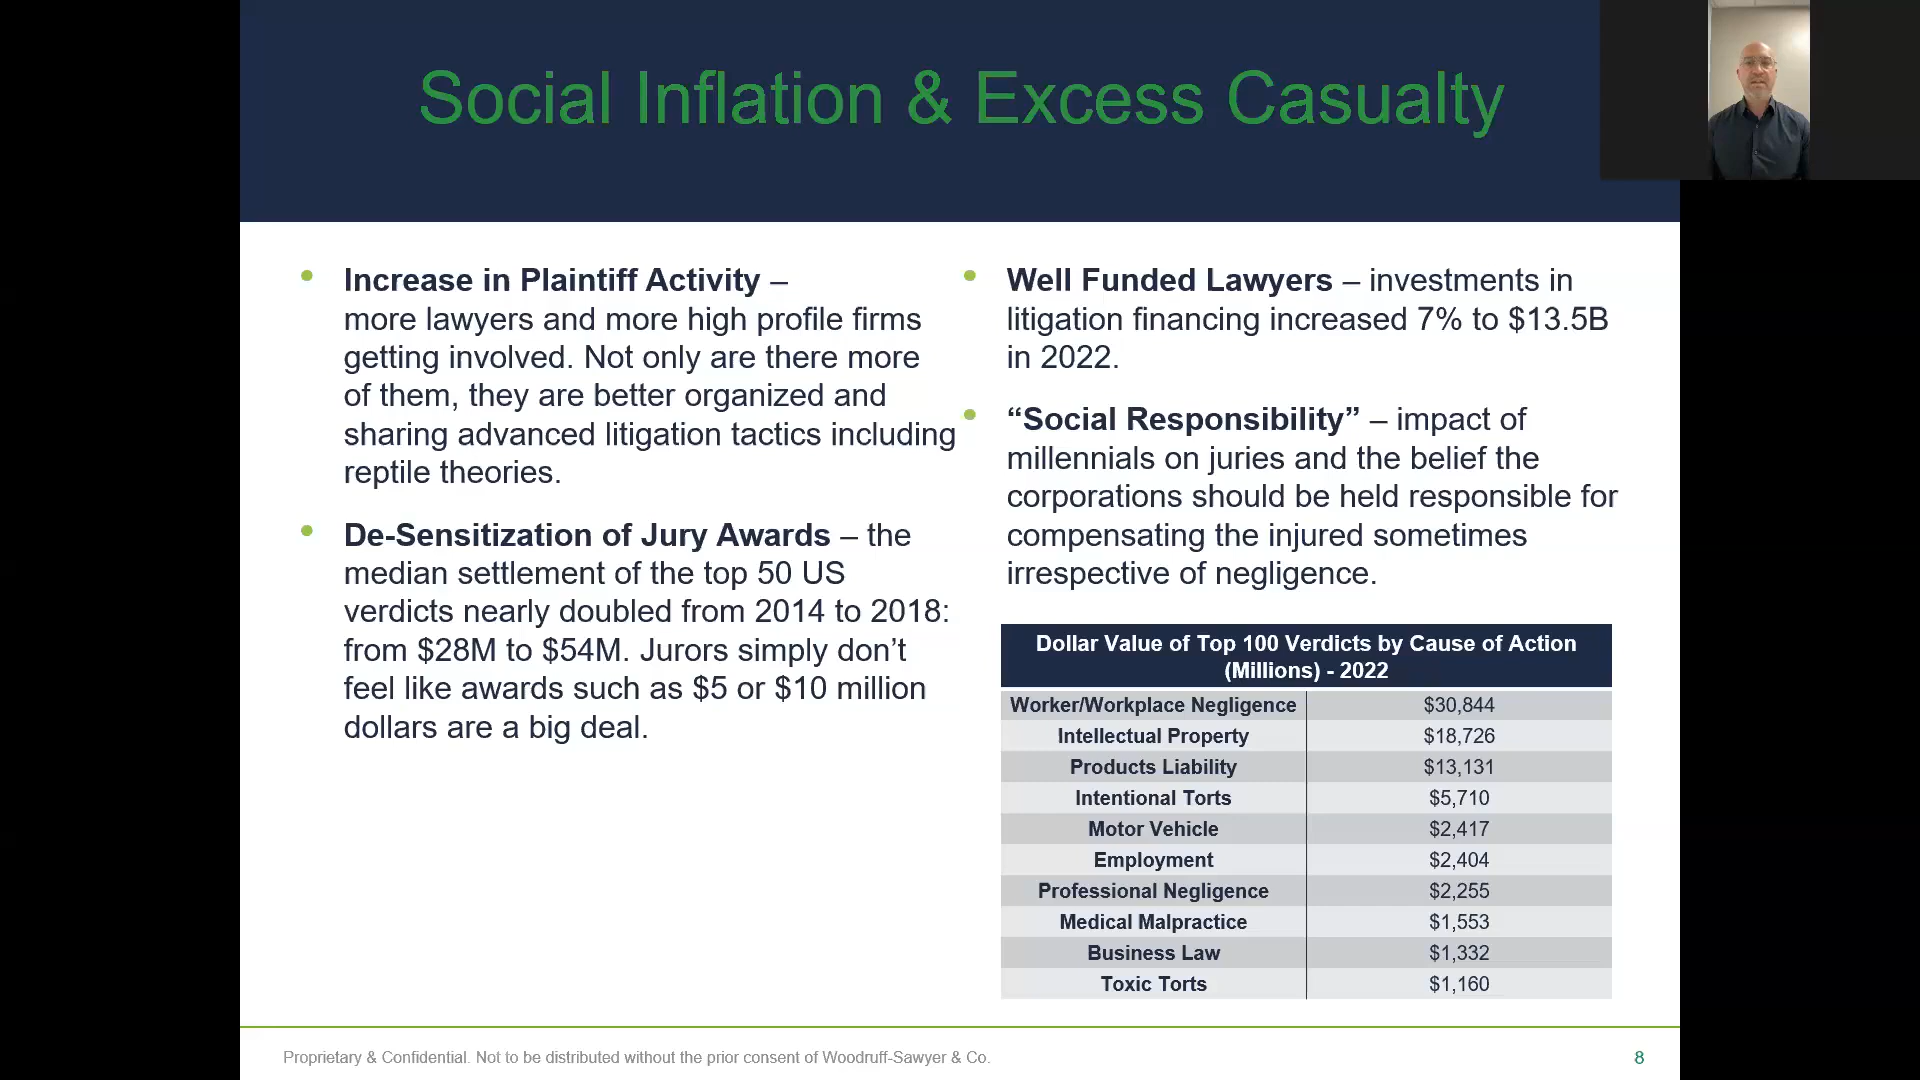 Social Inflation & Excess Casualty
• Increase in Plaintiff Activity –
more lawyers and more high profile firms
getting involved. Not only are there more
of them, they are better organized and
sharing advanced litigation tactics including
reptile theories.
• De-Sensitization of Jury Awards – the
median settlement of the top 50 US
verdicts nearly doubled from 2014 to 2018:
from $28M to $54M. Jurors simply don’t
feel like awards such as $5 or $10 million
dollars are a big deal.
• Well Funded Lawyers – investments in
litigation financing increased 7% to $13.5B
in 2022.
• “Social Responsibility” – impact of
millennials on juries and the belief the
corporations should be held responsible for
compensating the injured sometimes
irrespective of negligence.
Dollar Value of Top 100 Verdicts by Cause of Action
(Millions) - 2022
Worker/Workplace Negligence $30,844
Intellectual Property $18,726
Products Liability $13,131
Intentional Torts $5,710
Motor Vehicle $2,417
Employment $2,404
Professional Negligence $2,255
Medical Malpractice $1,553
Business Law $1,332
Toxic Torts $1,160
Proprietary & Confidential. Not to be distributed without the prior consent of Woodruff-Sawyer & Co.
8